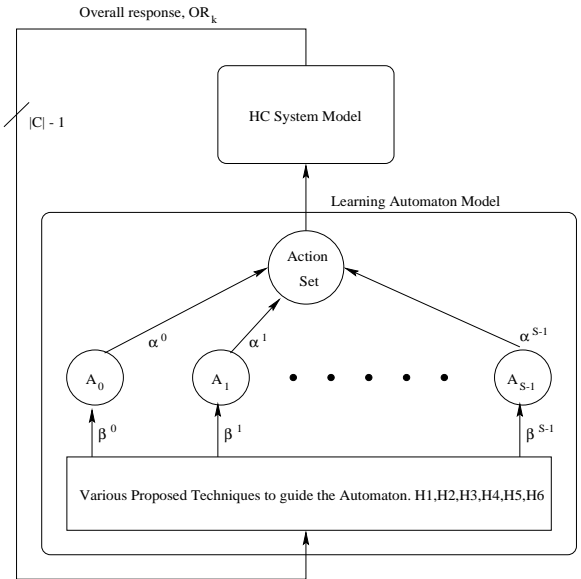 Overall response, OR_k
|C| - 1
HC System Model
Learning Automaton Model
Action
Set
α^0
α^1
α^S-1
A_0
A_1
A_S-1
β^0
β^1
β^S-1
Various Proposed Techniques to guide the Automaton. H1,H2,H3,H4,H5,H6